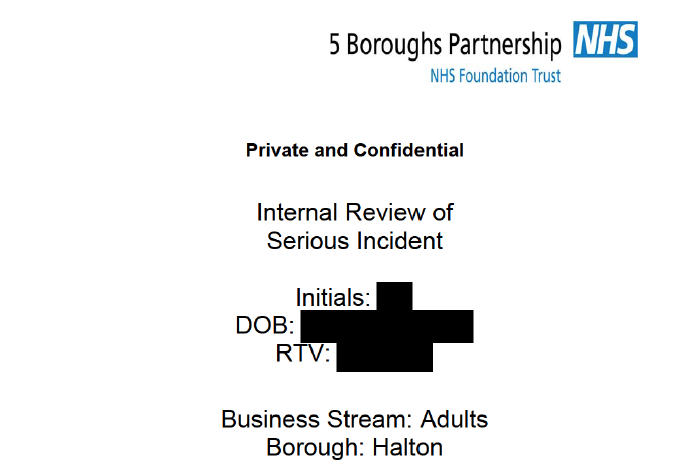 5 Boroughs Partnership NHS
NHS Foundation Trust
Private and Confidential
Internal Review of
Serious Incident
Initials:
DOB:
RTV:
Business Stream: Adults
Borough: Halton